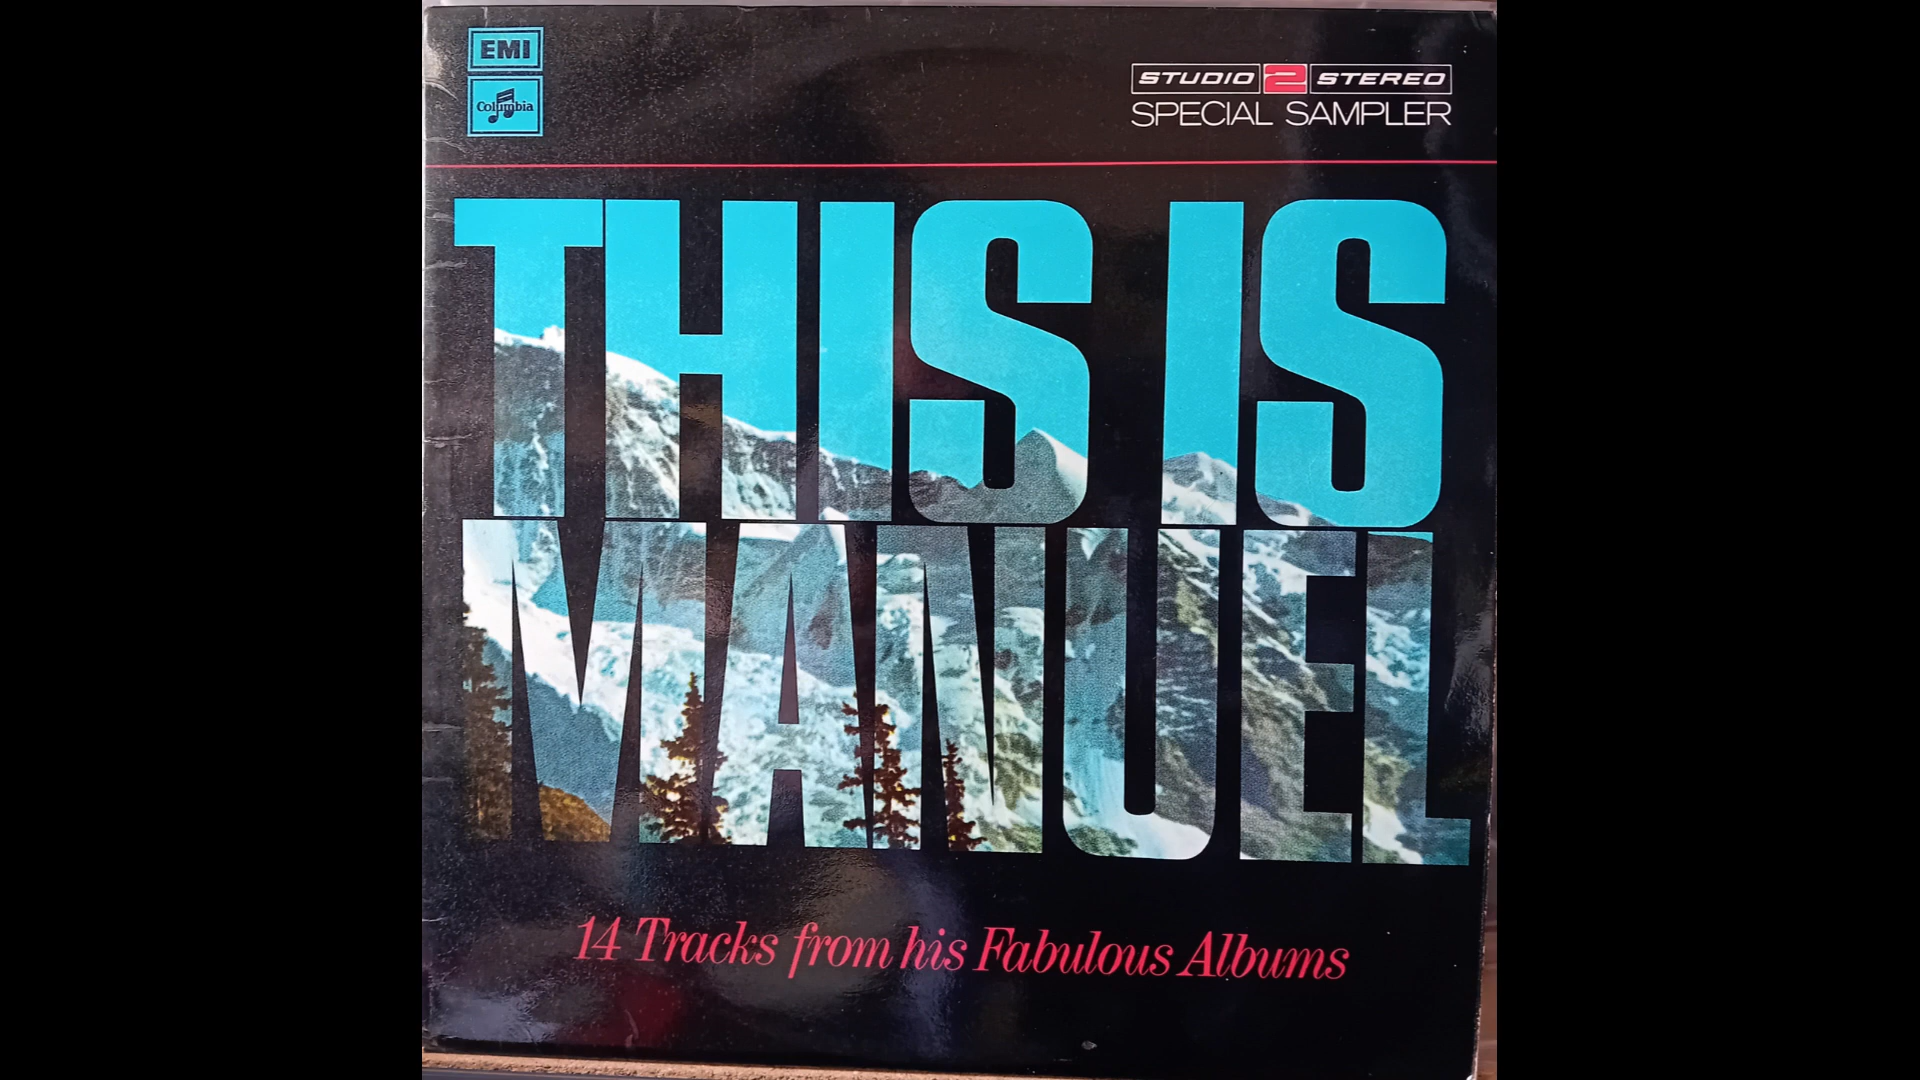 EMI
Columbia
STUDIO 2 STEREO
SPECIAL SAMPLER
THIS IS
MANUEL
14 Tracks from his Fabulous Albums